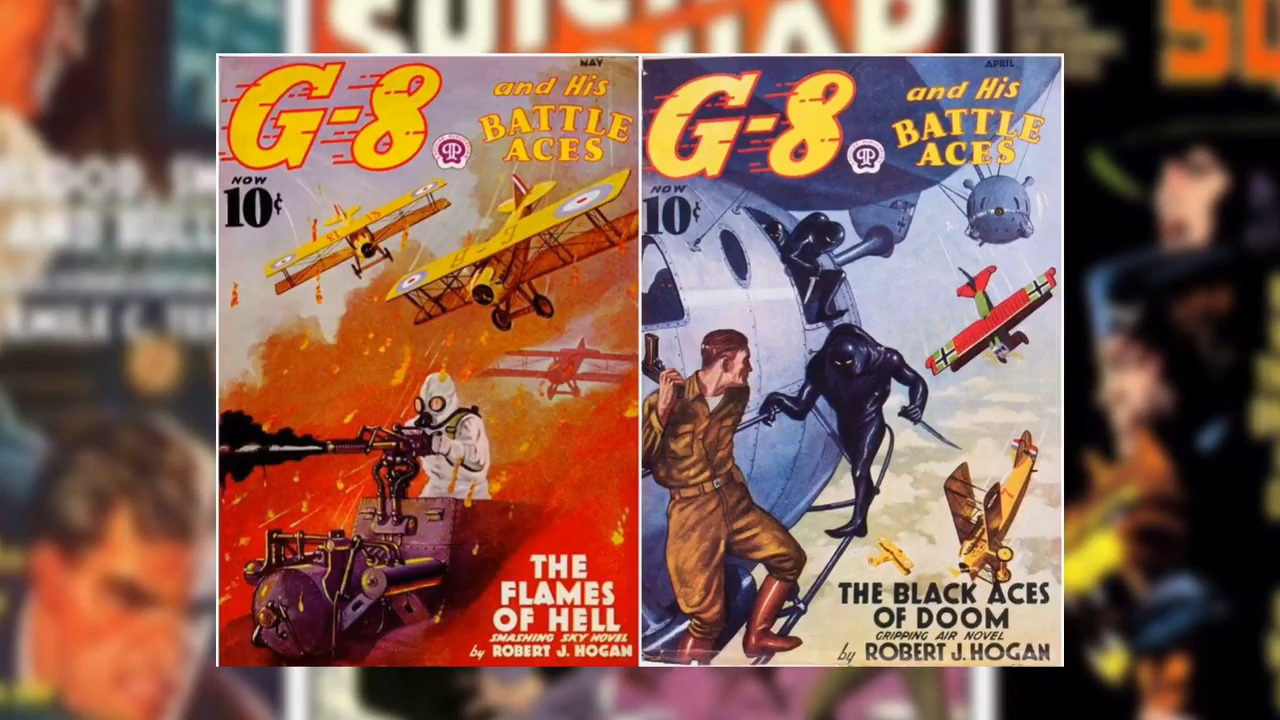 MAY
G-8
and His
BATTLE
ACES
NOW
10¢
THE
FLAMES
OF HELL
SMASHING SKY NOVEL
by ROBERT J. HOGAN
APRIL
G-8
and His
BATTLE
ACES
NOW
10¢
THE BLACK ACES
OF DOOM
GRIPPING AIR NOVEL
by ROBERT J. HOGAN